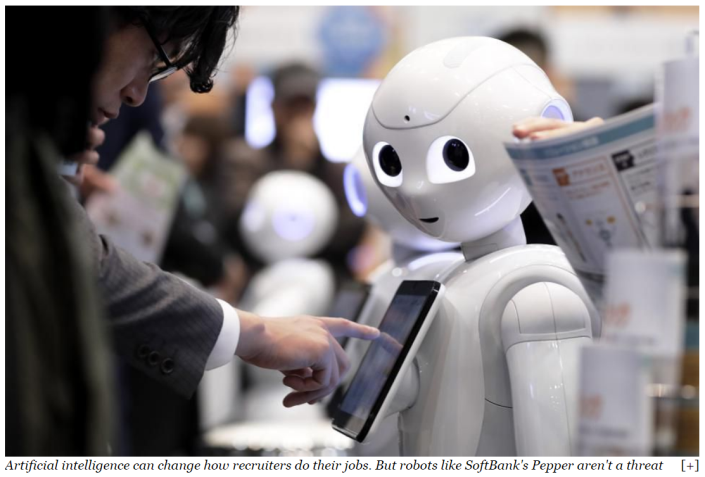 Artificial intelligence can change how recruiters do their jobs. But robots like SoftBank's Pepper aren't a threat [+]